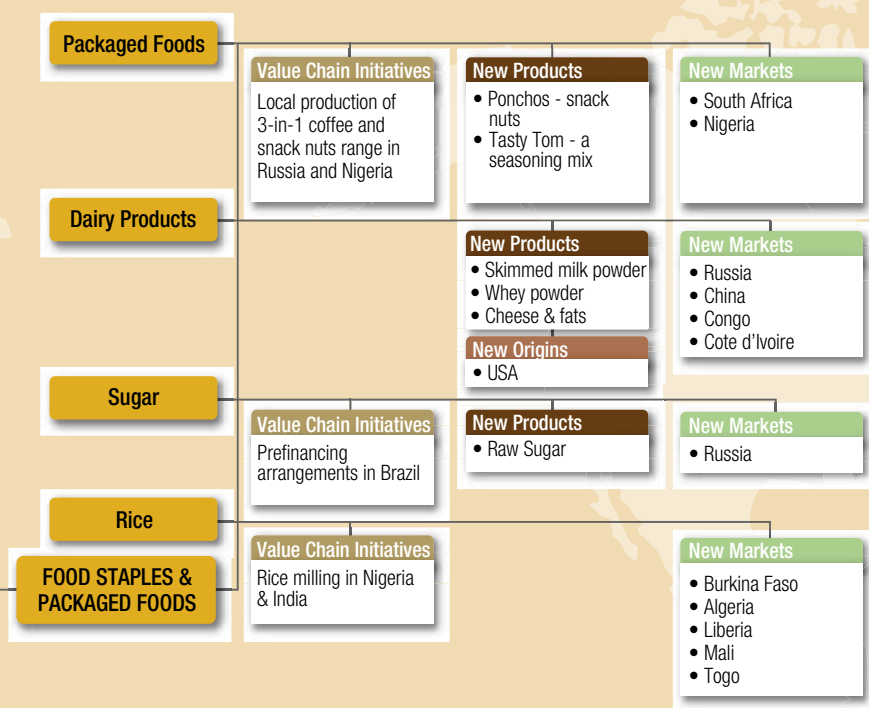 Packaged Foods
Value Chain Initiatives
Local production of
3-in-1 coffee and
snack nuts range in
Russia and Nigeria
New Products
• Ponchos - snack
nuts
• Tasty Tom - a
seasoning mix
New Markets
• South Africa
• Nigeria
Dairy Products
New Products
• Skimmed milk powder
• Whey powder
• Cheese & fats
New Origins
• USA
New Markets
• Russia
• China
• Congo
• Cote d'Ivoire
Sugar
Value Chain Initiatives
Prefinancing
arrangements in Brazil
New Products
• Raw Sugar
New Markets
• Russia
Rice
Value Chain Initiatives
Rice milling in Nigeria
& India
New Markets
• Burkina Faso
• Algeria
• Liberia
• Mali
• Togo
FOOD STAPLES &
PACKAGED FOODS